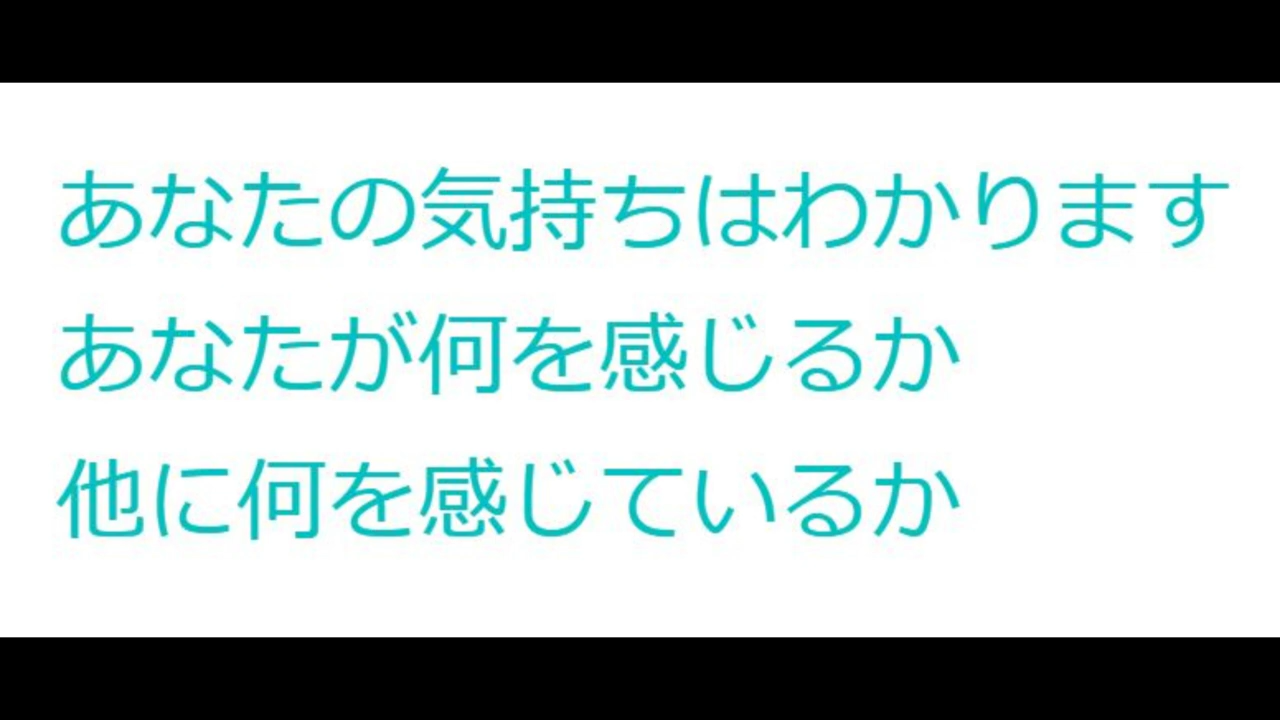 あなたの気持ちはわかります
あなたが何を感じるか
他に何を感じているか